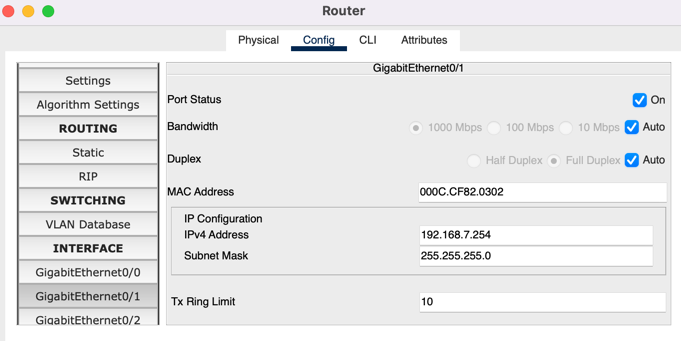 Router
Physical Config CLI Attributes
Settings
Algorithm Settings
ROUTING
Static
RIP
SWITCHING
VLAN Database
INTERFACE
GigabitEthernet0/0
GigabitEthernet0/1
GigabitEthernet0/2
GigabitEthernet0/1
Port Status On
Bandwidth 1000 Mbps 100 Mbps 10 Mbps Auto
Duplex Half Duplex Full Duplex Auto
MAC Address 000C.CF82.0302
IP Configuration
IPv4 Address 192.168.7.254
Subnet Mask 255.255.255.0
Tx Ring Limit 10